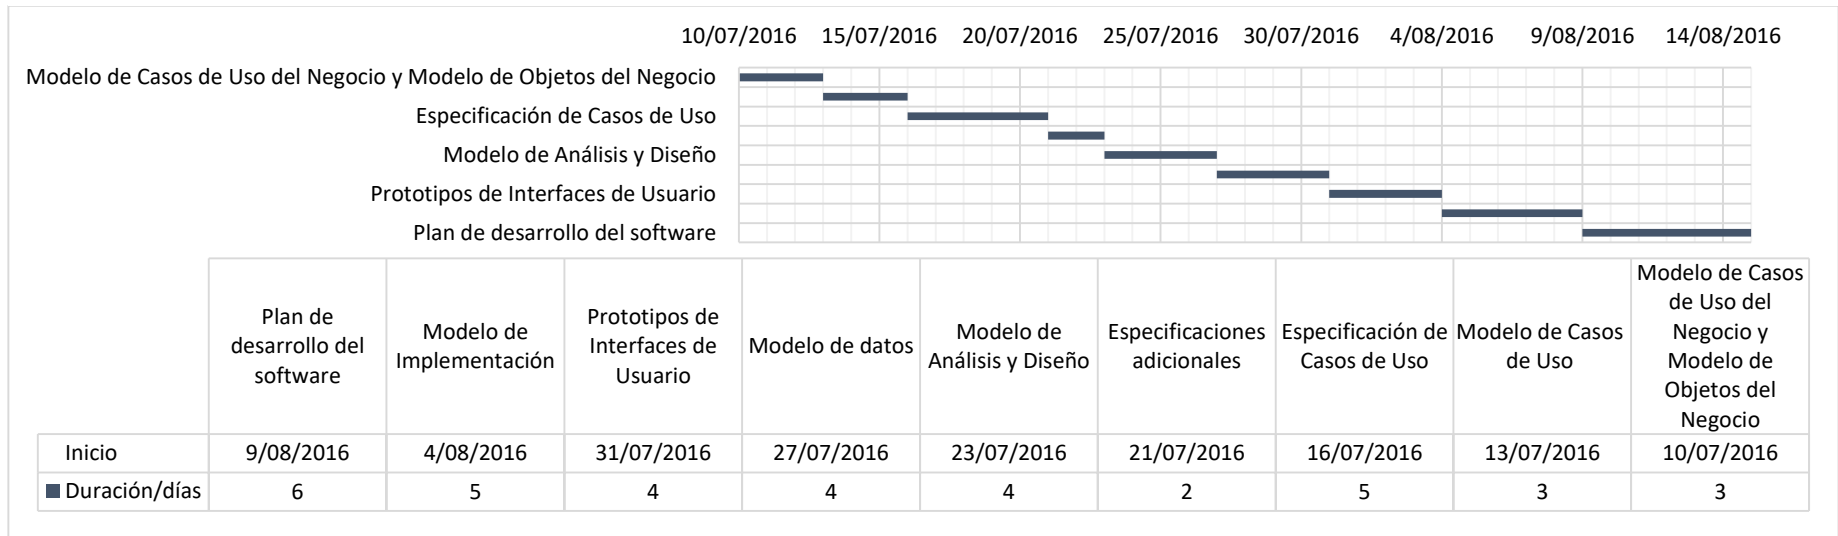 10/07/2016 15/07/2016 20/07/2016 25/07/2016 30/07/2016 4/08/2016 9/08/2016 14/08/2016
Modelo de Casos de Uso del Negocio y Modelo de Objetos del Negocio
Especificación de Casos de Uso
Modelo de Análisis y Diseño
Prototipos de Interfaces de Usuario
Plan de desarrollo del software
Plan de
desarrollo del
software
Modelo de
Implementación
Prototipos de
Interfaces de
Usuario
Modelo de datos
Modelo de
Análisis y Diseño
Especificaciones
adicionales
Especificación de
Casos de Uso
Modelo de Casos
de Uso
Modelo de Casos
de Uso del
Negocio y
Modelo de
Objetos del
Negocio
Inicio 9/08/2016 4/08/2016 31/07/2016 27/07/2016 23/07/2016 21/07/2016 16/07/2016 13/07/2016 10/07/2016
Duración/días 6 5 4 4 4 2 5 3 3